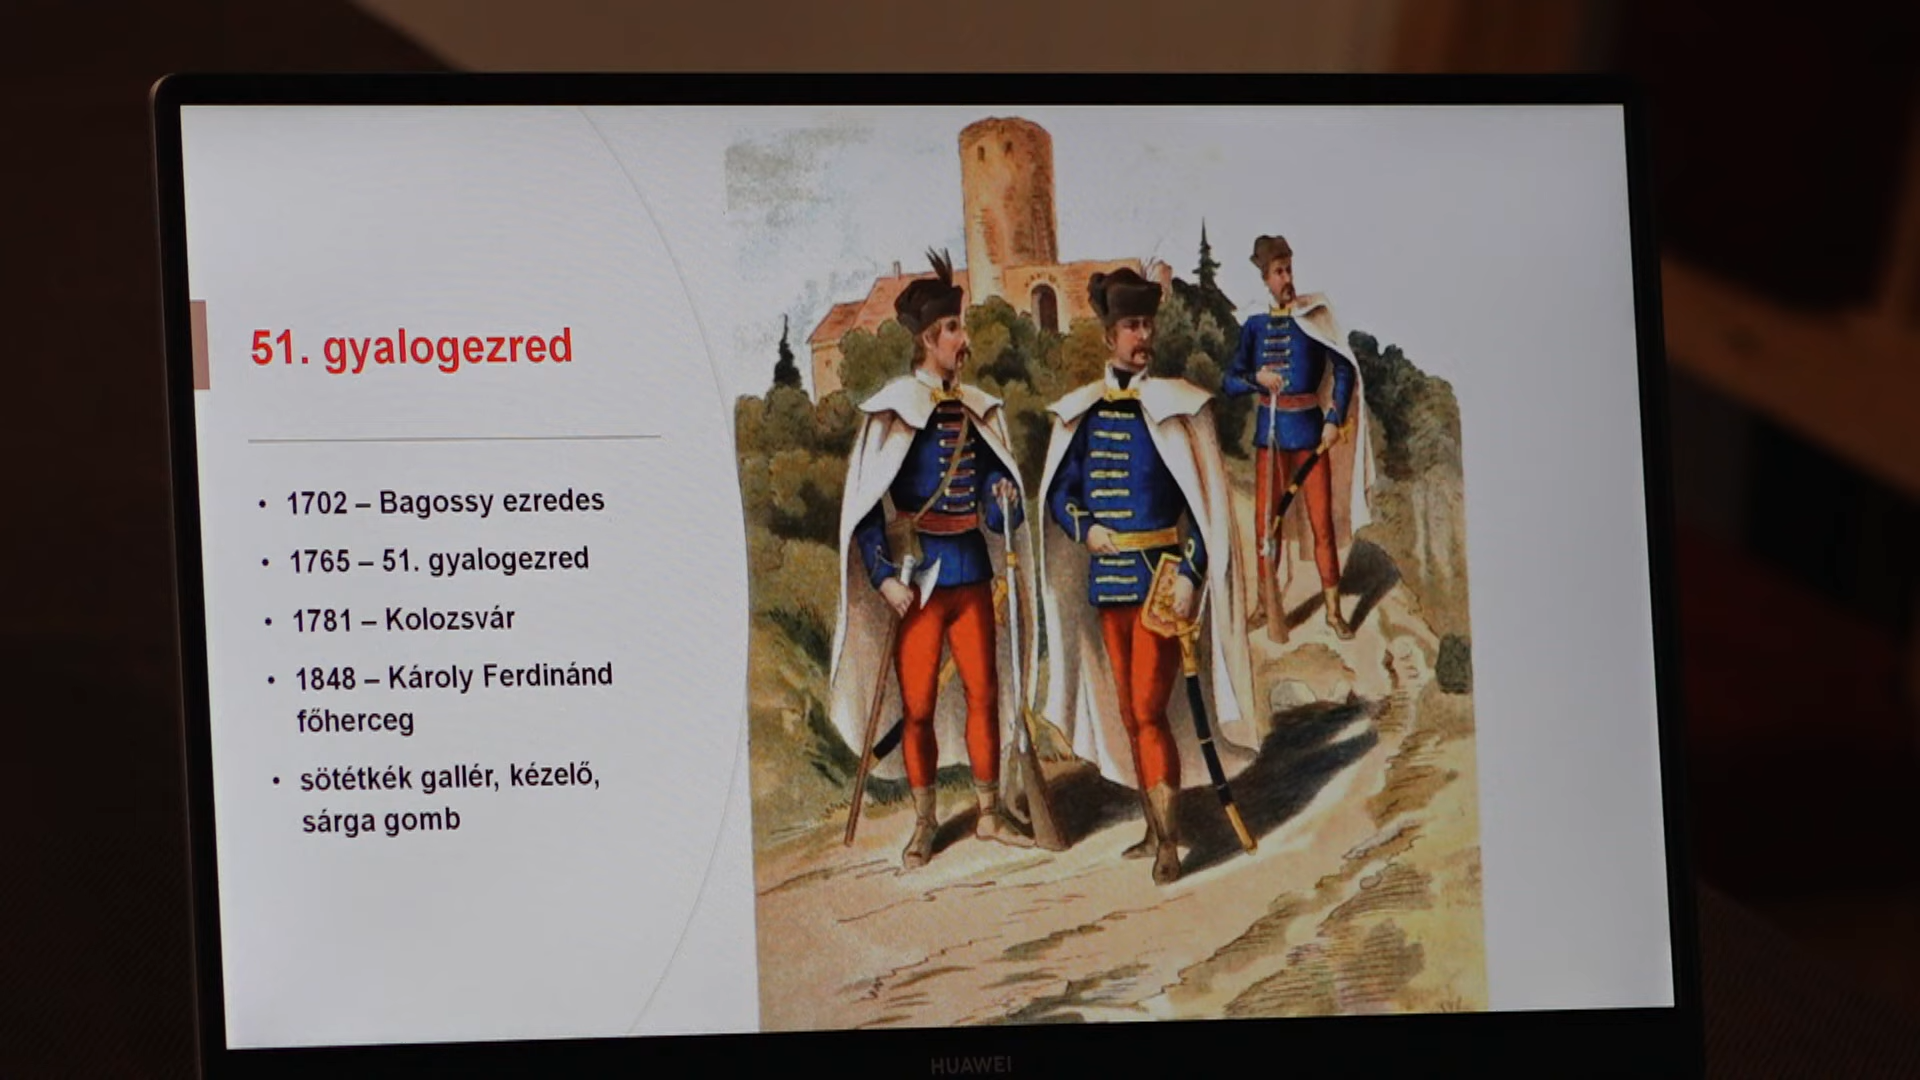 51. gyalogezred
• 1702 – Bagossy ezredes
• 1765 – 51. gyalogezred
• 1781 – Kolozsvár
• 1848 – Károly Ferdinánd
főherceg
• sötétkék gallér, kézelő,
sárga gomb
HUAWEI